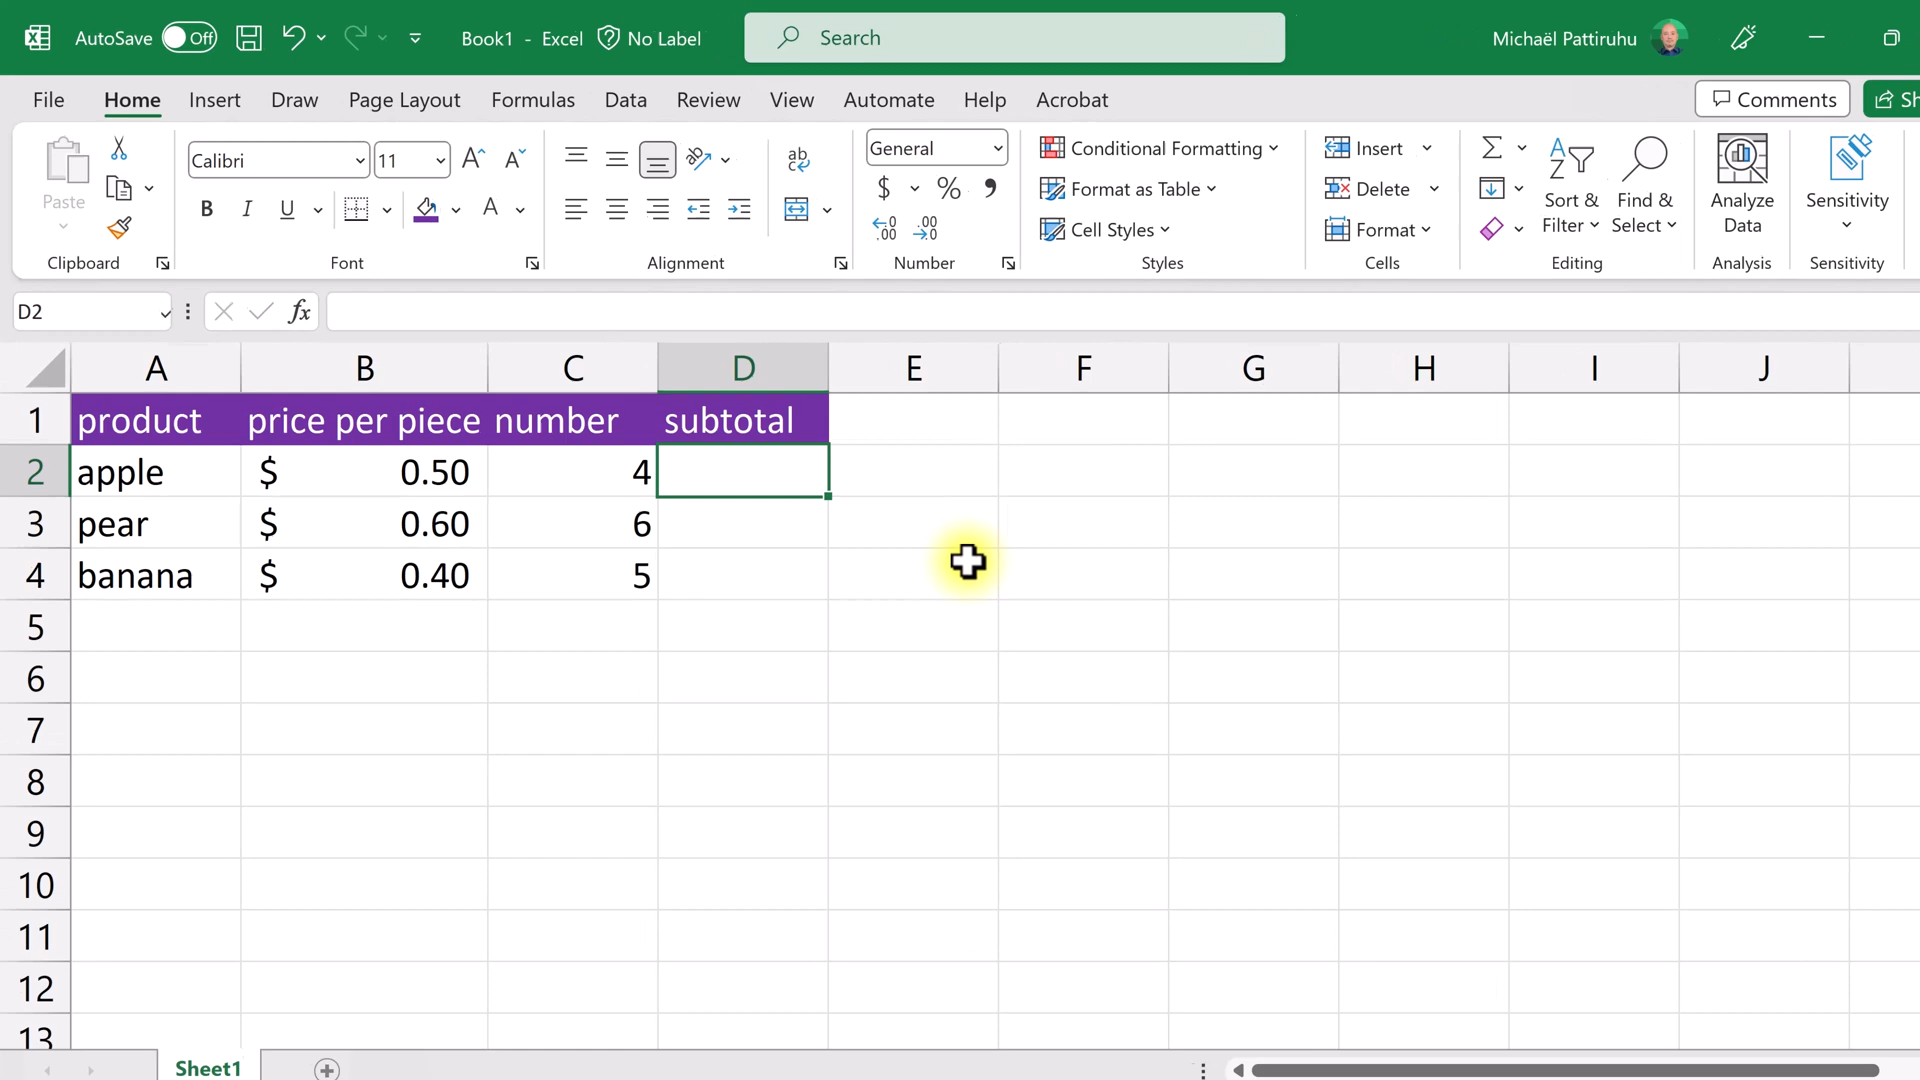 AutoSave Off Book1 - Excel No Label Search Michaël Pattiruhu
File Home Insert Draw Page Layout Formulas Data Review View Automate Help Acrobat Comments Sh
Calibri 11 General Conditional Formatting Insert
Paste $ % Format as Table Delete Sort & Filter Find & Select Analyze Data Sensitivity
B I U A Cell Styles Format
Clipboard Font Alignment Number Styles Cells Editing Analysis Sensitivity
D2 fx
A B C D E F G H I J
1 product price per piece number subtotal
2 apple $ 0.50 4
3 pear $ 0.60 6
4 banana $ 0.40 5
5
6
7
8
9
10
11
12
13
Sheet1